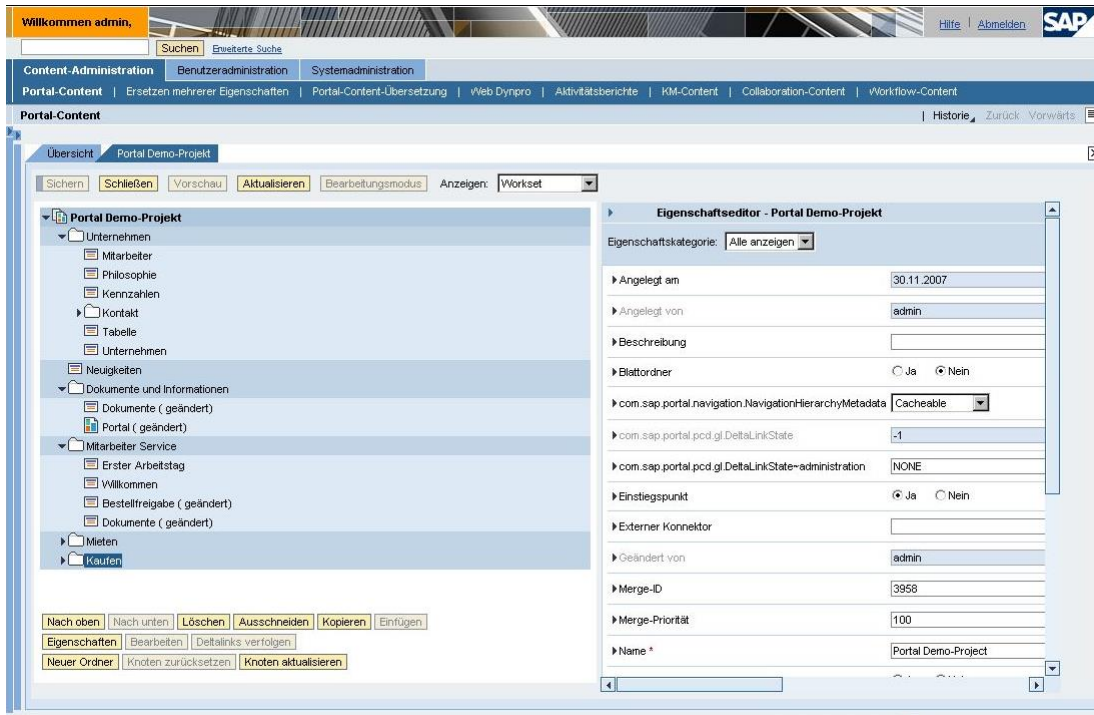 Willkommen admin,
Hilfe | Abmelden
SAP
Suchen Erweiterte Suche
Content-Administration Benutzeradministration Systemadministration
Portal-Content | Ersetzen mehrerer Eigenschaften | Portal-Content-Übersetzung | Web Dynpro | Aktivitätsberichte | KM-Content | Collaboration-Content | Workflow-Content
Portal-Content
| Historie Zurück Vorwärts
Übersicht Portal Demo-Projekt
Sichern Schließen Vorschau Aktualisieren Bearbeitungsmodus Anzeigen: Workset
Portal Demo-Projekt
Unternehmen
Mitarbeiter
Philosophie
Kennzahlen
Kontakt
Tabelle
Unternehmen
Neuigkeiten
Dokumente und Informationen
Dokumente ( geändert)
Portal ( geändert)
Mitarbeiter Service
Erster Arbeitstag
Willkommen
Bestellfreigabe ( geändert)
Dokumente ( geändert)
Mieten
Kaufen
Nach oben Nach unten Löschen Ausschneiden Kopieren Einfügen
Eigenschaften Bearbeiten Deltalinks verfolgen
Neuer Ordner Knoten zurücksetzen Knoten aktualisieren
Eigenschaftseditor - Portal Demo-Projekt
Eigenschaftskategorie: Alle anzeigen
Angelegt am 30.11.2007
Angelegt von admin
Beschreibung
Blattordner Ja Nein
com.sap.portal.navigation.NavigationHierarchyMetadata Cacheable
com.sap.portal.pcd.gl.DeltaLinkState -1
com.sap.portal.pcd.gl.DeltaLinkState~administration NONE
Einstiegspunkt Ja Nein
Externer Konnektor
Geändert von admin
Merge-ID 3958
Merge-Priorität 100
Name * Portal Demo-Project